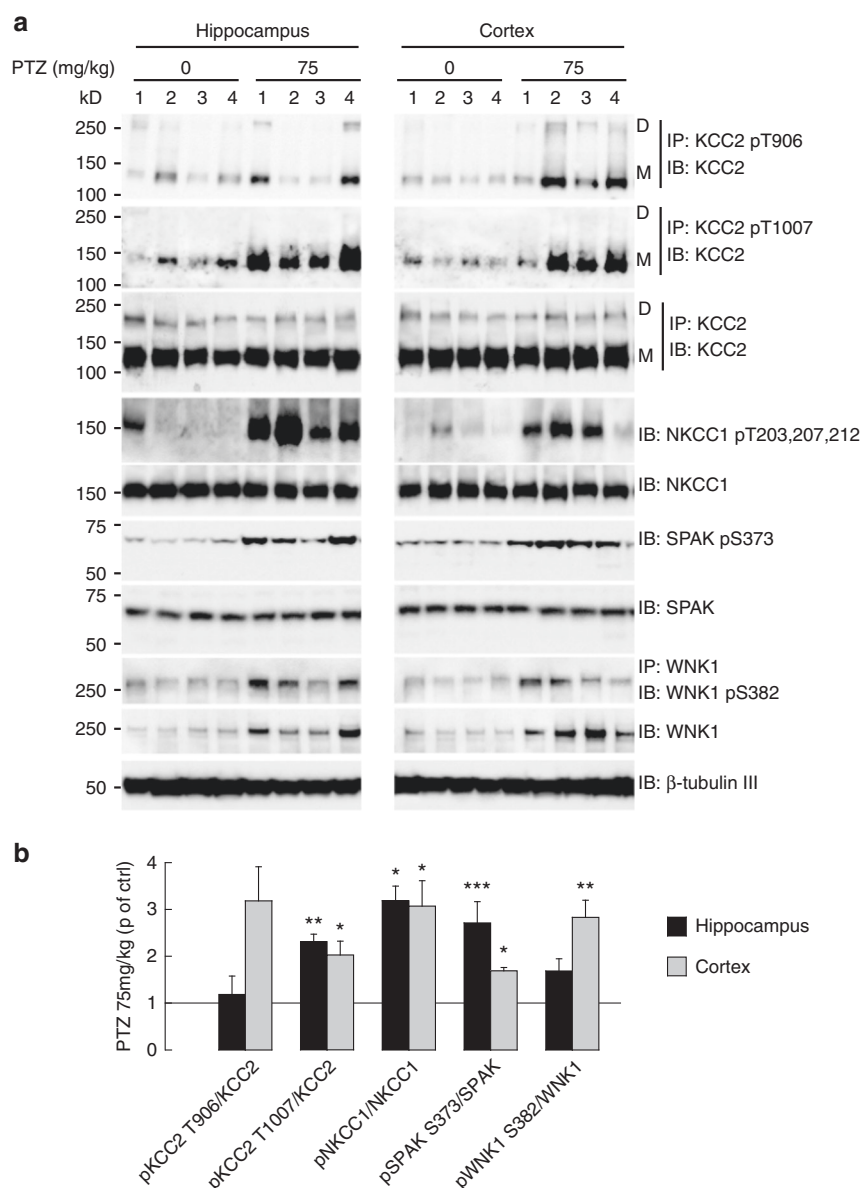 a
Hippocampus Cortex
PTZ (mg/kg) 0 75 0 75
kD 1 2 3 4 1 2 3 4 1 2 3 4 1 2 3 4
250 D
IP: KCC2 pT906
150
M IB: KCC2
100
250 D
IP: KCC2 pT1007
150 M IB: KCC2
100
250 D
IP: KCC2
150
M IB: KCC2
100
150 IB: NKCC1 pT203,207,212
150 IB: NKCC1
75
IB: SPAK pS373
50
75
IB: SPAK
50
IP: WNK1
250 IB: WNK1 pS382
250 IB: WNK1
50 IB: β-tubulin III
b
PTZ 75mg/kg (p of ctrl)
4
3
2
1
0
** * * * *** * **
Hippocampus
Cortex
pKCC2 T906/KCC2
pKCC2 T1007/KCC2
pNKCC1/NKCC1
pSPAK S373/SPAK
pWNK1 S382/WNK1